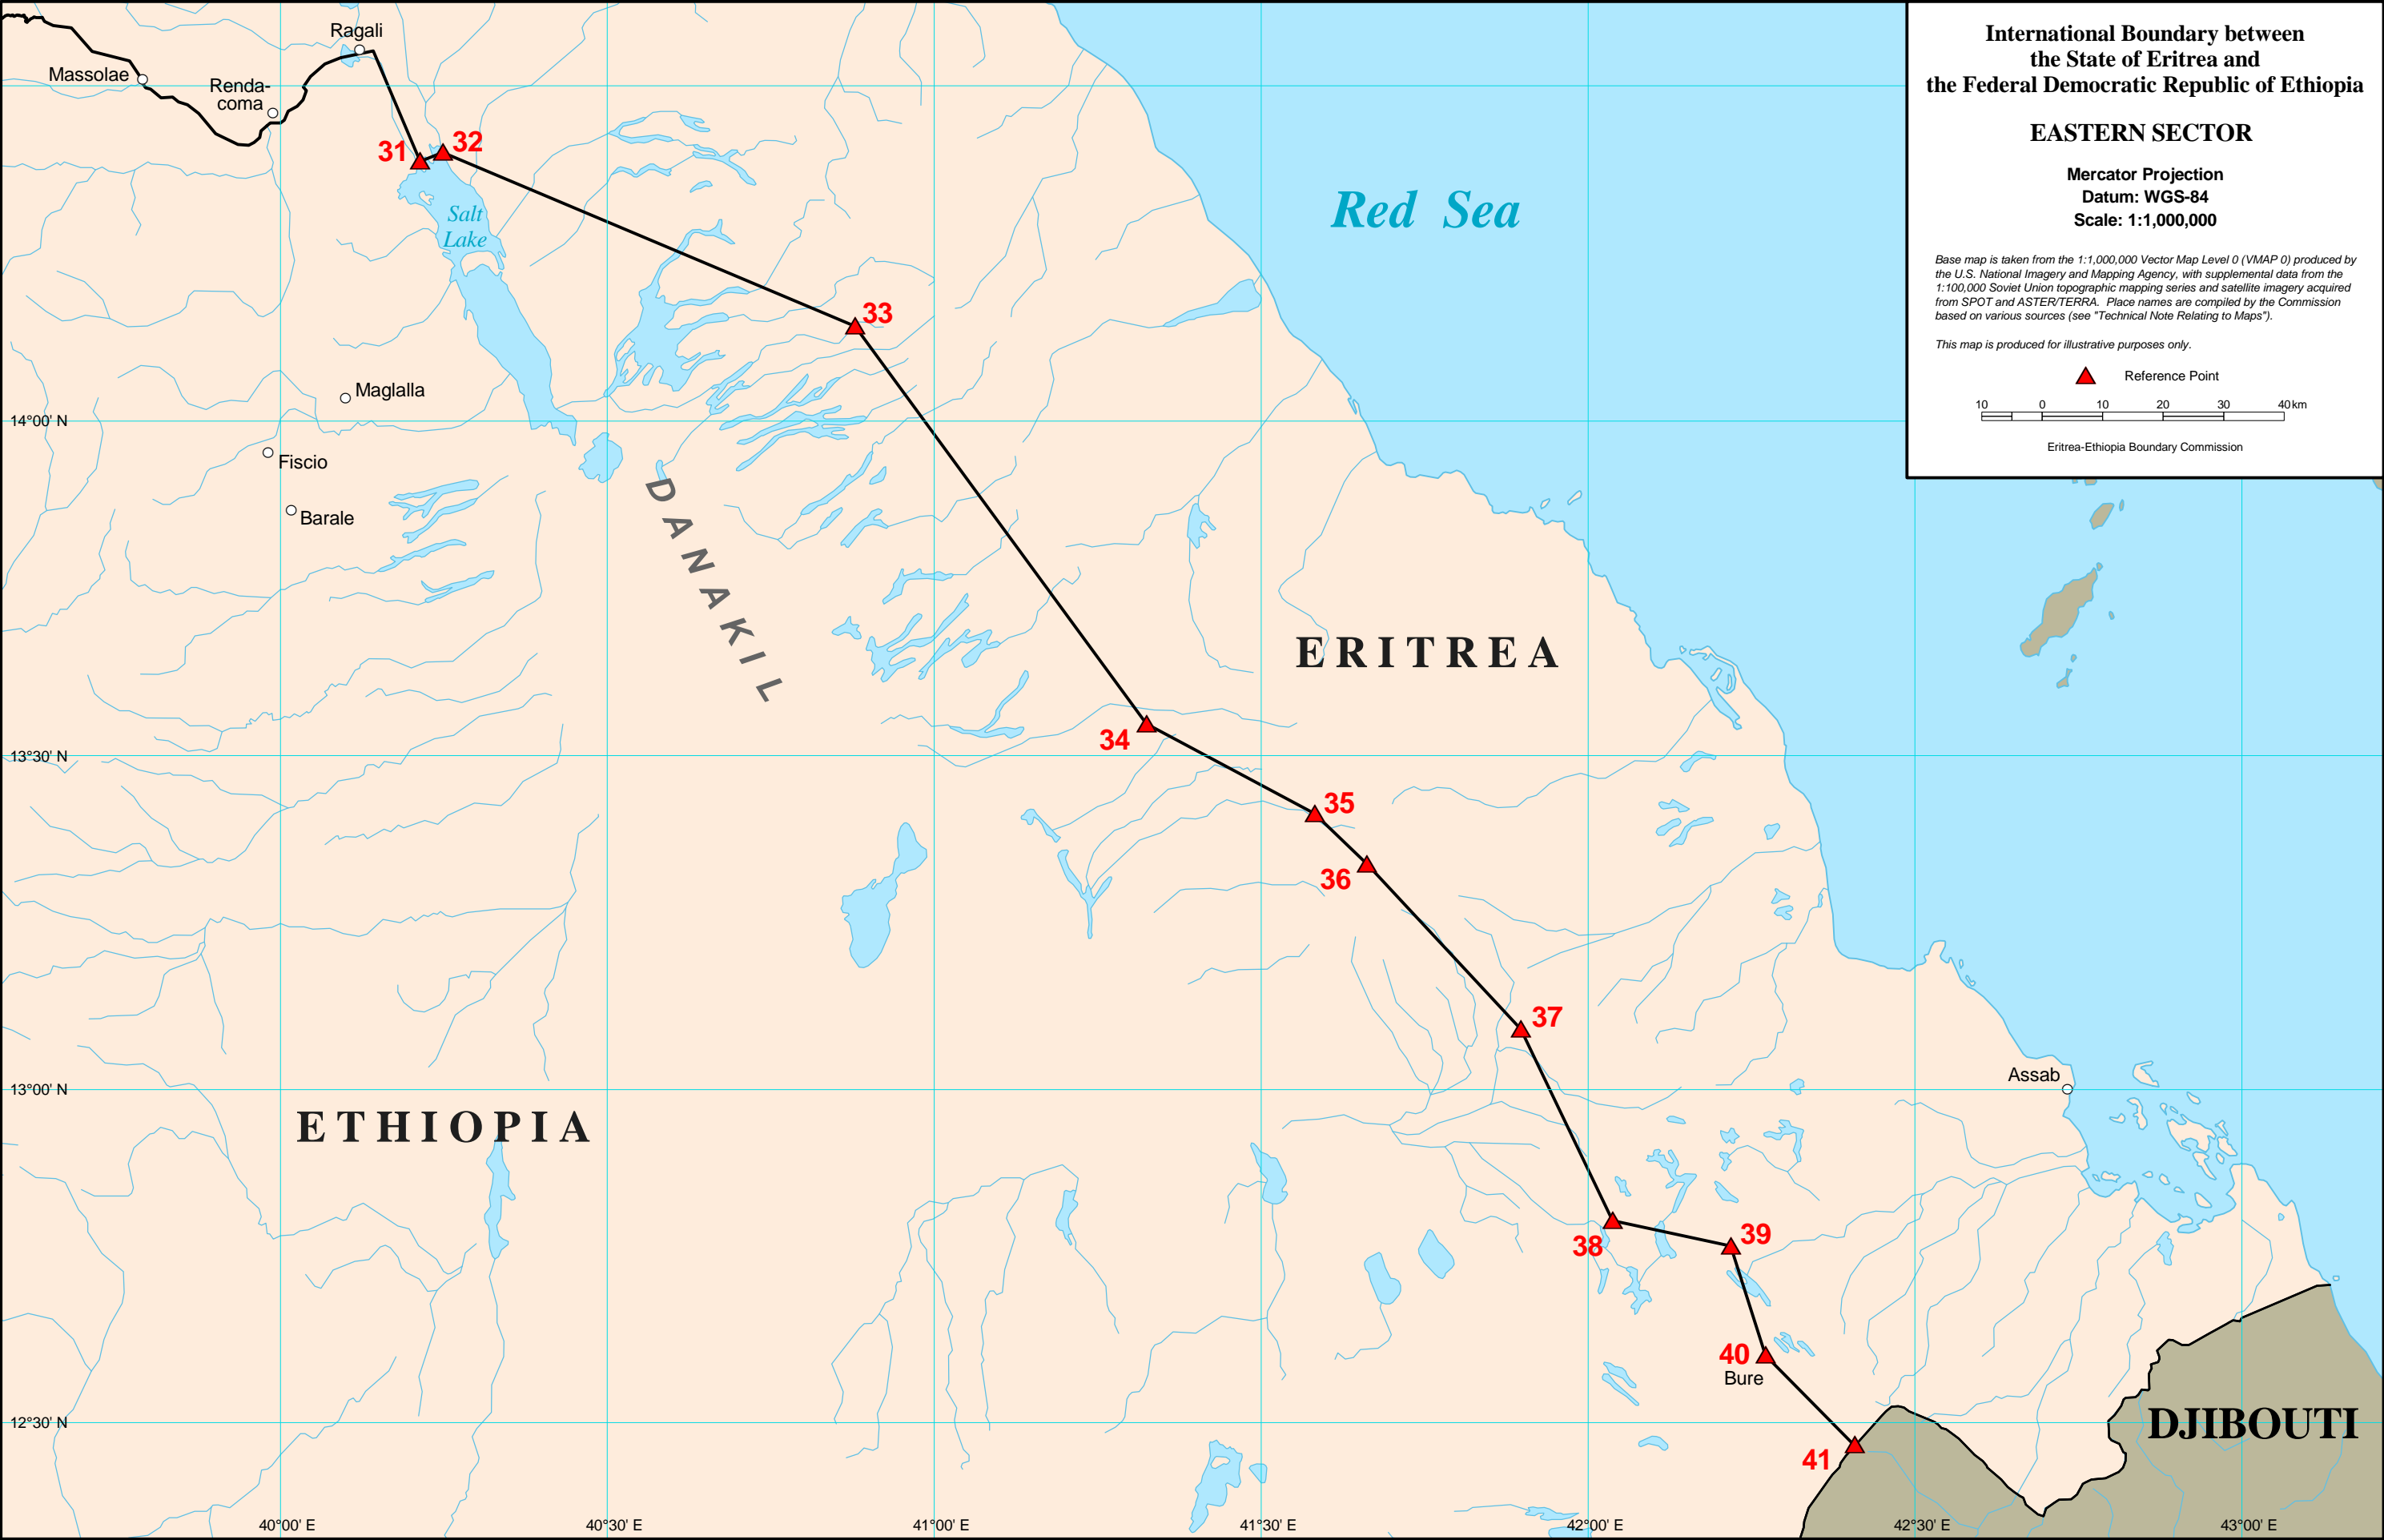 International Boundary between
the State of Eritrea and
the Federal Democratic Republic of Ethiopia
EASTERN SECTOR
Mercator Projection
Datum: WGS-84
Scale: 1:1,000,000
Base map is taken from the 1:1,000,000 Vector Map Level 0 (VMAP 0) produced by
the U.S. National Imagery and Mapping Agency, with supplemental data from the
1:100,000 Soviet Union topographic mapping series and satellite imagery acquired
from SPOT and ASTER/TERRA. Place names are compiled by the Commission
based on various sources (see "Technical Note Relating to Maps").
This map is produced for illustrative purposes only.
Reference Point
10 0 10 20 30 40 km
Eritrea-Ethiopia Boundary Commission
Ragali
Massolae
Renda-
coma
31
32
Salt
Lake
Red Sea
33
Maglalla
14°00' N
Fiscio
Barale
DANAKIL
ERITREA
34
13°30' N
35
36
37
Assab
13°00' N
ETHIOPIA
38
39
40
Bure
12°30' N
DJIBOUTI
41
40°00' E
40°30' E
41°00' E
41°30' E
42°00' E
42°30' E
43°00' E